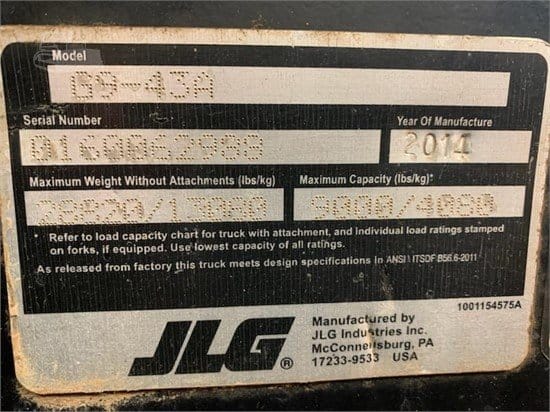 Model
G9-43A
Serial Number
Year Of Manufacture
0160062988
2014
Maximum Weight Without Attachments (lbs/kg)
Maximum Capacity (lbs/kg)*
9000/4080
* Refer to load capacity chart for truck with attachment, and individual load ratings stamped
on forks, if equipped. Use lowest capacity of all ratings.
As released from factory this truck meets design specifications in ANSI \ ITSDF B56.6-2011
1001154575A
JLG®
Manufactured by
JLG Industries Inc.
McConnellsburg, PA
17233-9533 USA